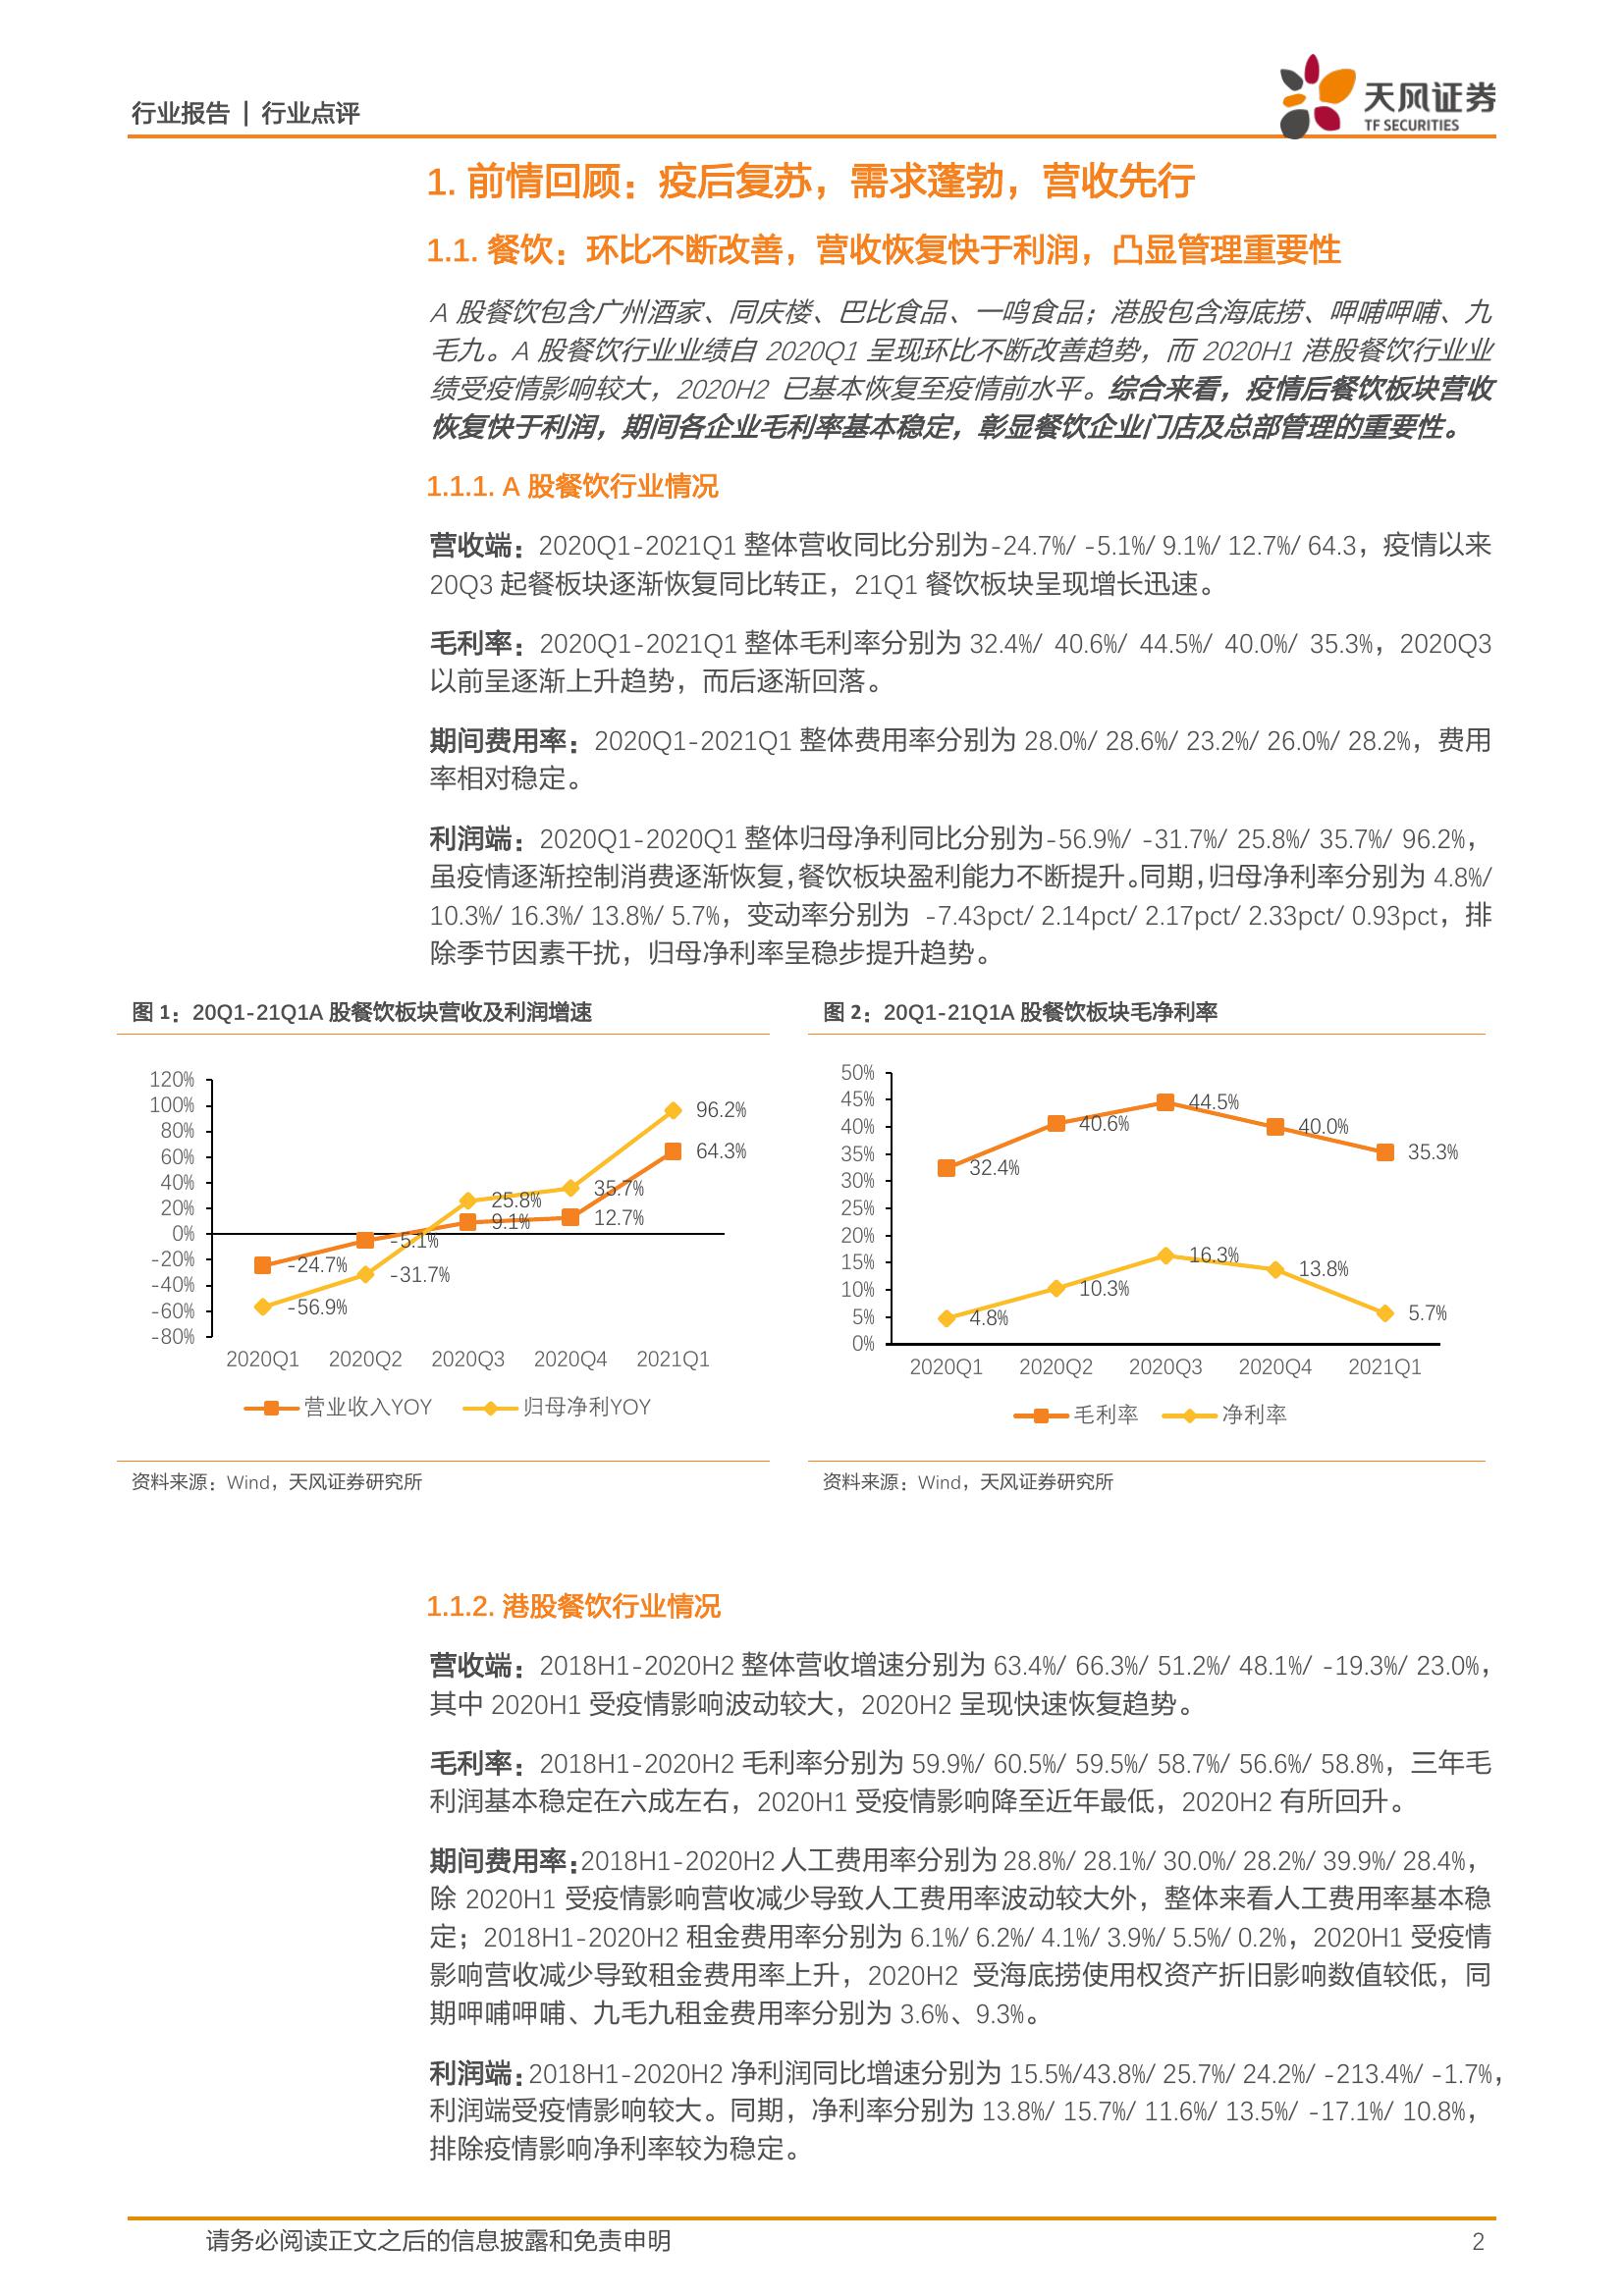 行业报告 | 行业点评
天风证券
TF SECURITIES
1. 前情回顾：疫后复苏，需求蓬勃，营收先行
1.1. 餐饮：环比不断改善，营收恢复快于利润，凸显管理重要性
A 股餐饮包含广州酒家、同庆楼、巴比食品、一鸣食品；港股包含海底捞、呷哺呷哺、九
毛九。A 股餐饮行业业绩自 2020Q1 呈现环比不断改善趋势，而 2020H1 港股餐饮行业业
绩受疫情影响较大，2020H2 已基本恢复至疫情前水平。综合来看，疫情后餐饮板块营收
恢复快于利润，期间各企业毛利率基本稳定，彰显餐饮企业门店及总部管理的重要性。
1.1.1. A 股餐饮行业情况
营收端：2020Q1-2021Q1 整体营收同比分别为-24.7%/ -5.1%/ 9.1%/ 12.7%/ 64.3，疫情以来
20Q3 起餐板块逐渐恢复同比转正，21Q1 餐饮板块呈现增长迅速。
毛利率：2020Q1-2021Q1 整体毛利率分别为 32.4%/ 40.6%/ 44.5%/ 40.0%/ 35.3%，2020Q3
以前呈逐渐上升趋势，而后逐渐回落。
期间费用率：2020Q1-2021Q1 整体费用率分别为 28.0%/ 28.6%/ 23.2%/ 26.0%/ 28.2%，费用
率相对稳定。
利润端：2020Q1-2020Q1 整体归母净利同比分别为-56.9%/ -31.7%/ 25.8%/ 35.7%/ 96.2%，
虽疫情逐渐控制消费逐渐恢复，餐饮板块盈利能力不断提升。同期，归母净利率分别为 4.8%/
10.3%/ 16.3%/ 13.8%/ 5.7%，变动率分别为 -7.43pct/ 2.14pct/ 2.17pct/ 2.33pct/ 0.93pct，排
除季节因素干扰，归母净利率呈稳步提升趋势。
图 1：20Q1-21Q1A 股餐饮板块营收及利润增速
120%
100%
80%
60%
40%
20%
0%
-20%
-40%
-60%
-80%
96.2%
64.3%
25.8%
35.7%
9.1%
12.7%
-5.1%
-24.7%
-31.7%
-56.9%
2020Q1 2020Q2 2020Q3 2020Q4 2021Q1
营业收入YOY 归母净利YOY
资料来源：Wind，天风证券研究所
图 2：20Q1-21Q1A 股餐饮板块毛净利率
50%
45%
40%
35%
30%
25%
20%
15%
10%
5%
0%
32.4%
40.6%
44.5%
40.0%
35.3%
4.8%
10.3%
16.3%
13.8%
5.7%
2020Q1 2020Q2 2020Q3 2020Q4 2021Q1
毛利率 净利率
资料来源：Wind，天风证券研究所
1.1.2. 港股餐饮行业情况
营收端：2018H1-2020H2 整体营收增速分别为 63.4%/ 66.3%/ 51.2%/ 48.1%/ -19.3%/ 23.0%，
其中 2020H1 受疫情影响波动较大，2020H2 呈现快速恢复趋势。
毛利率：2018H1-2020H2 毛利率分别为 59.9%/ 60.5%/ 59.5%/ 58.7%/ 56.6%/ 58.8%，三年毛
利润基本稳定在六成左右，2020H1 受疫情影响降至近年最低，2020H2 有所回升。
期间费用率：2018H1-2020H2 人工费用率分别为 28.8%/ 28.1%/ 30.0%/ 28.2%/ 39.9%/ 28.4%，
除 2020H1 受疫情影响营收减少导致人工费用率波动较大外，整体来看人工费用率基本稳
定；2018H1-2020H2 租金费用率分别为 6.1%/ 6.2%/ 4.1%/ 3.9%/ 5.5%/ 0.2%，2020H1 受疫情
影响营收减少导致租金费用率上升，2020H2 受海底捞使用权资产折旧影响数值较低，同
期呷哺呷哺、九毛九租金费用率分别为 3.6%、9.3%。
利润端：2018H1-2020H2 净利润同比增速分别为 15.5%/43.8%/ 25.7%/ 24.2%/ -213.4%/ -1.7%，
利润端受疫情影响较大。同期，净利率分别为 13.8%/ 15.7%/ 11.6%/ 13.5%/ -17.1%/ 10.8%，
排除疫情影响净利率较为稳定。
请务必阅读正文之后的信息披露和免责申明
2